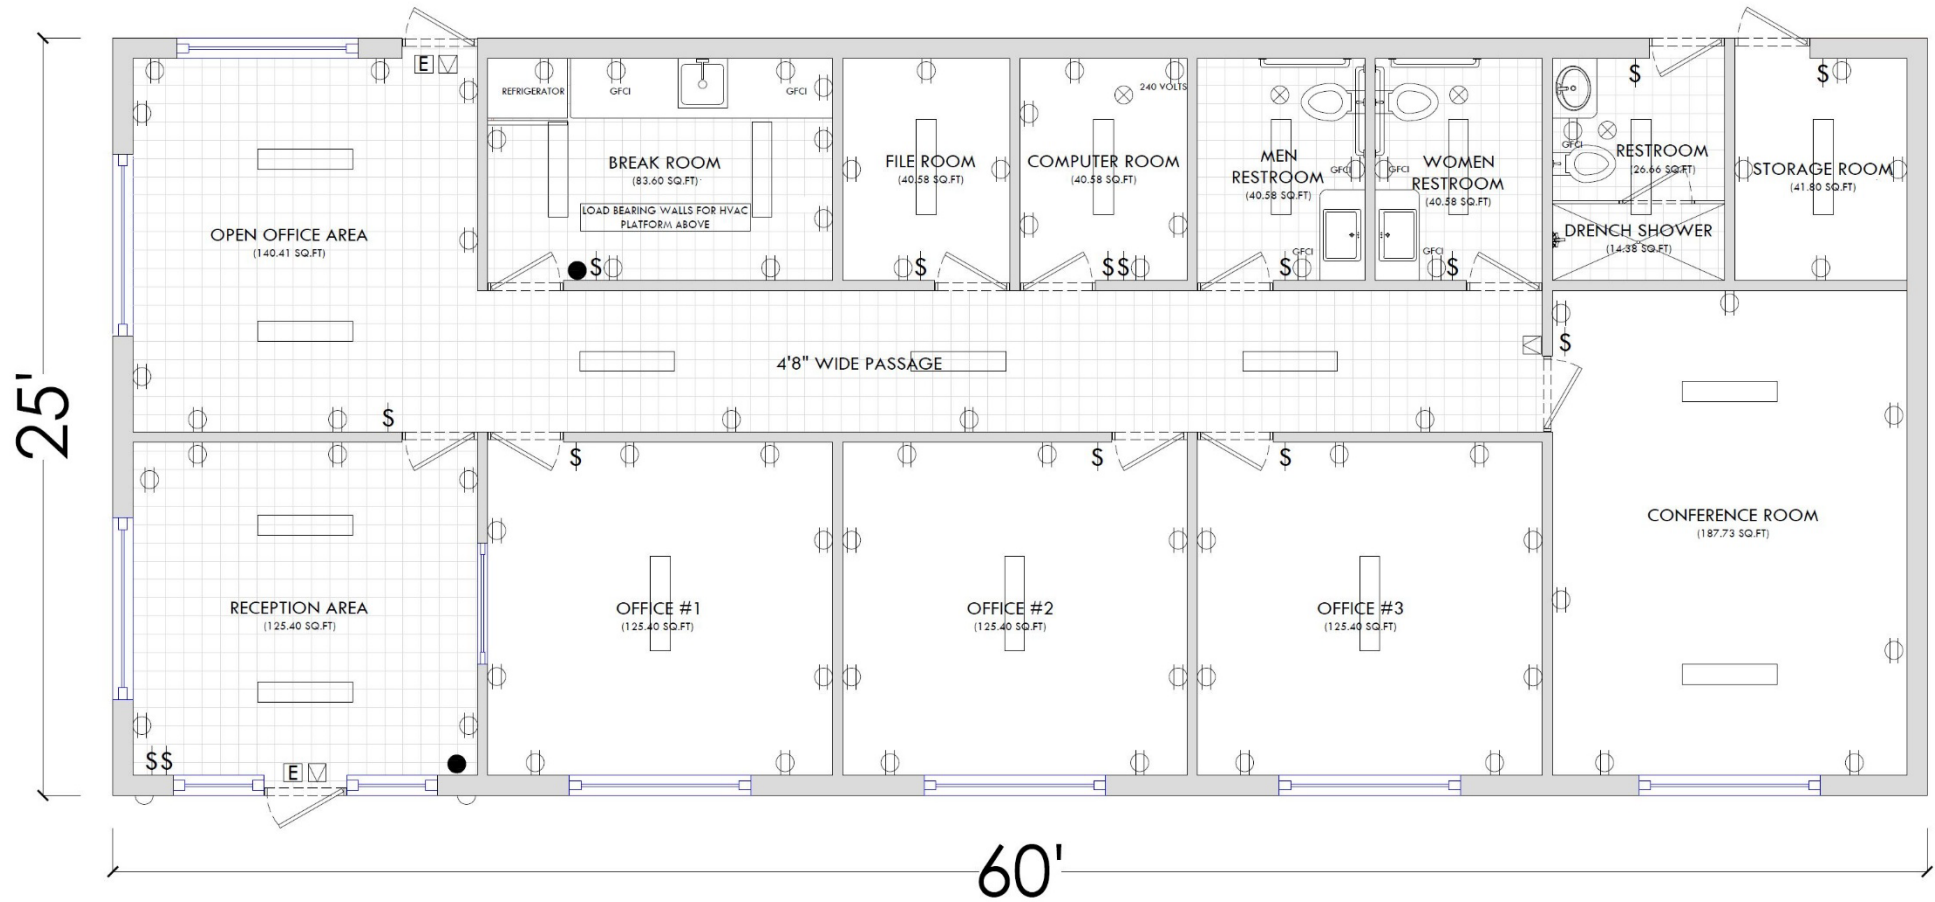 E
REFRIGERATOR
GFCI
GFCI
240 VOLTS
BREAK ROOM
(83.60 SQ.FT)
LOAD BEARING WALLS FOR HVAC
PLATFORM ABOVE
FILE ROOM
(40.58 SQ.FT)
COMPUTER ROOM
(40.58 SQ.FT)
MEN
RESTROOM
(40.58 SQ.FT)
GFCI
GFCI
WOMEN
RESTROOM
(40.58 SQ.FT)
GFCI
GFCI
GFCI
RESTROOM
(26.66 SQ.FT)
STORAGE ROOM
(41.80 SQ.FT)
DRENCH SHOWER
(14.38 SQ.FT)
OPEN OFFICE AREA
(140.41 SQ.FT)
$
$
$
$
$$
$
$
4'8" WIDE PASSAGE
$
$
25'
$
$
$
CONFERENCE ROOM
(187.73 SQ.FT)
RECEPTION AREA
(125.40 SQ.FT)
OFFICE #1
(125.40 SQ.FT)
OFFICE #2
(125.40 SQ.FT)
OFFICE #3
(125.40 SQ.FT)
$$
E
60'